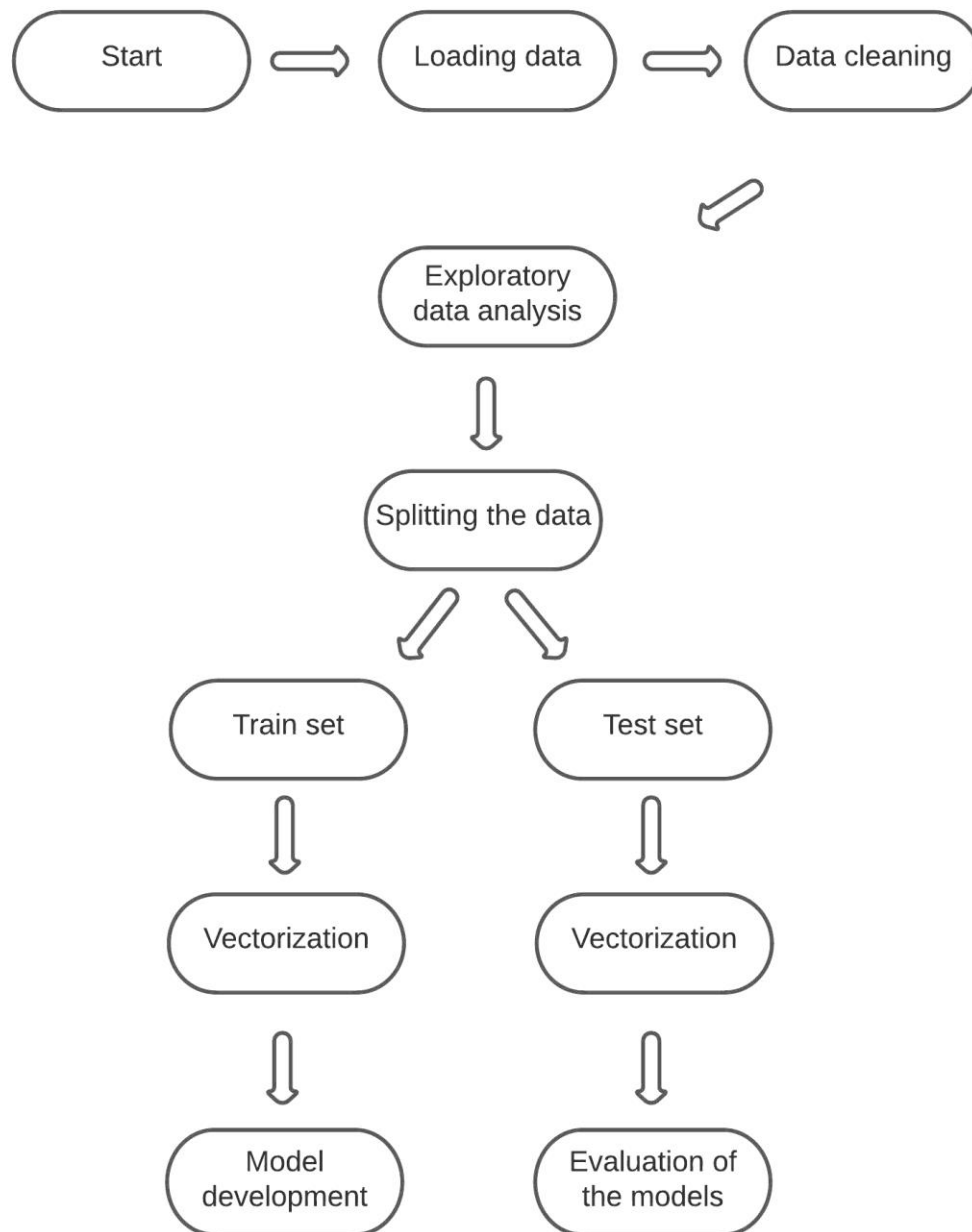 Start
Loading data
Data cleaning
Exploratory
data analysis
Splitting the data
Train set
Test set
Vectorization
Vectorization
Model
development
Evaluation of
the models